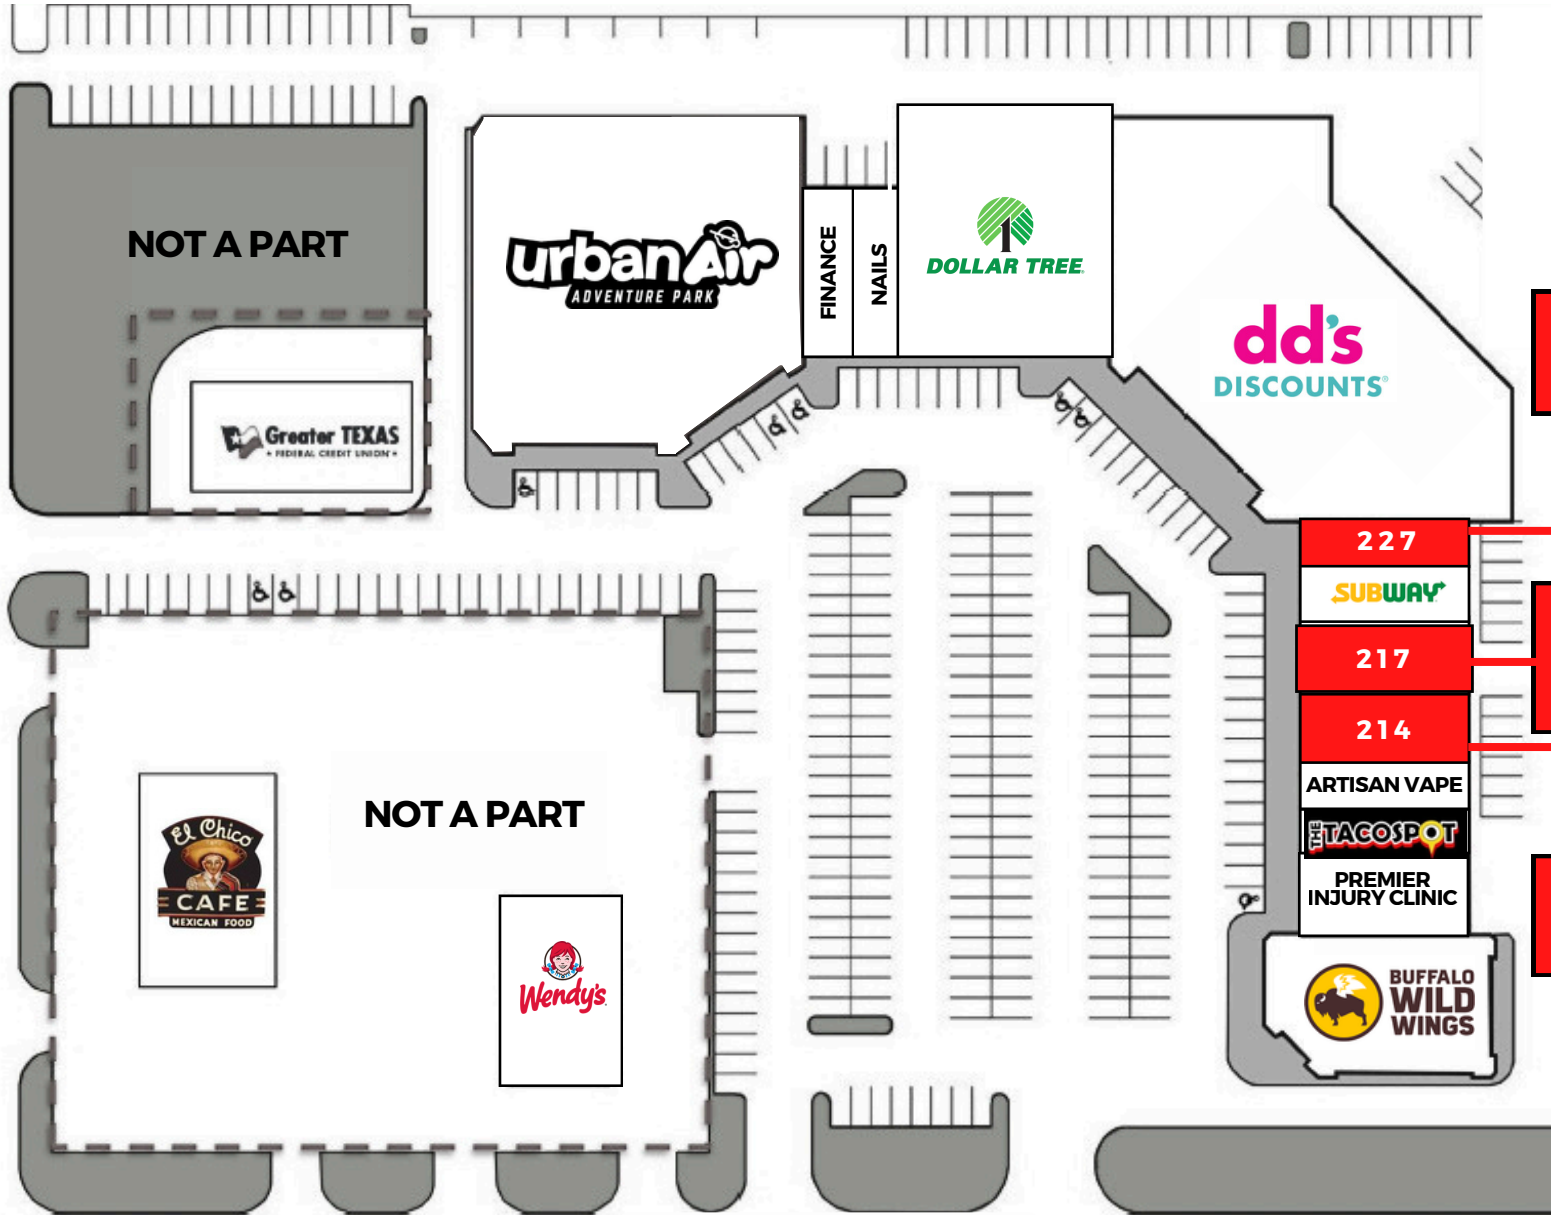 NOT A PART
urbanAir
ADVENTURE PARK
FINANCE
NAILS
DOLLAR TREE
dd's
DISCOUNTS®
Greater TEXAS
FEDERAL CREDIT UNION
227
SUBWAY
217
214
ARTISAN VAPE
THE TACOSPOT
PREMIER
INJURY CLINIC
BUFFALO
WILD
WINGS
NOT A PART
El Chico
CAFE
MEXICAN FOOD
Wendy's